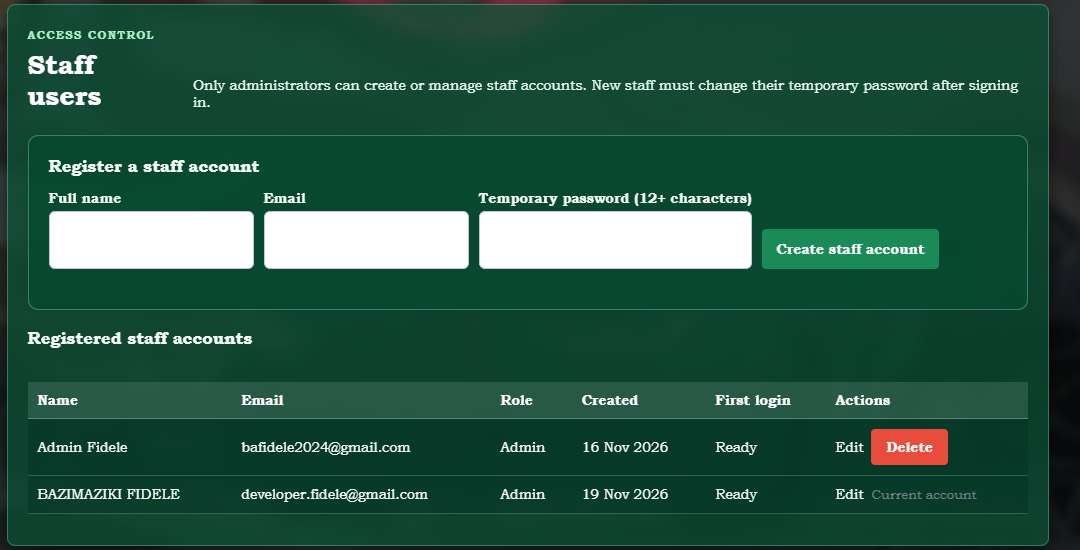 ACCESS CONTROL
Staff
users
Only administrators can create or manage staff accounts. New staff must change their temporary password after signing
in.
Register a staff account
Full name Email Temporary password (12+ characters)
Create staff account
Registered staff accounts
Name Email Role Created First login Actions
Admin Fidele bafidele2024@gmail.com Admin 16 Nov 2026 Ready Edit Delete
BAZIMAZIKI FIDELE developer.fidele@gmail.com Admin 19 Nov 2026 Ready Edit Current account